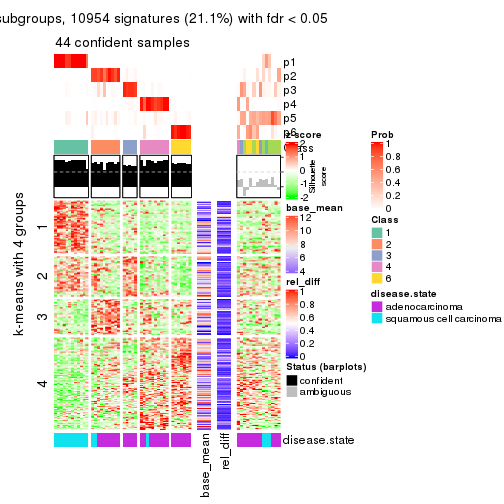 subgroups, 10954 signatures (21.1%) with fdr < 0.05
44 confident samples
p1
p2
p3
p4
p5
p6
Class
Silhouette
score
k-means with 4 groups
1
2
3
4
base_mean
rel_diff
disease.state
z-score
2
1
0
-1
-2
base_mean
12
10
8
6
4
rel_diff
1
0.8
0.6
0.4
0.2
0
Status (barplots)
confident
ambiguous
Prob
1
0.8
0.6
0.4
0.2
0
Class
1
2
3
4
6
disease.state
adenocarcinoma
squamous cell carcinoma